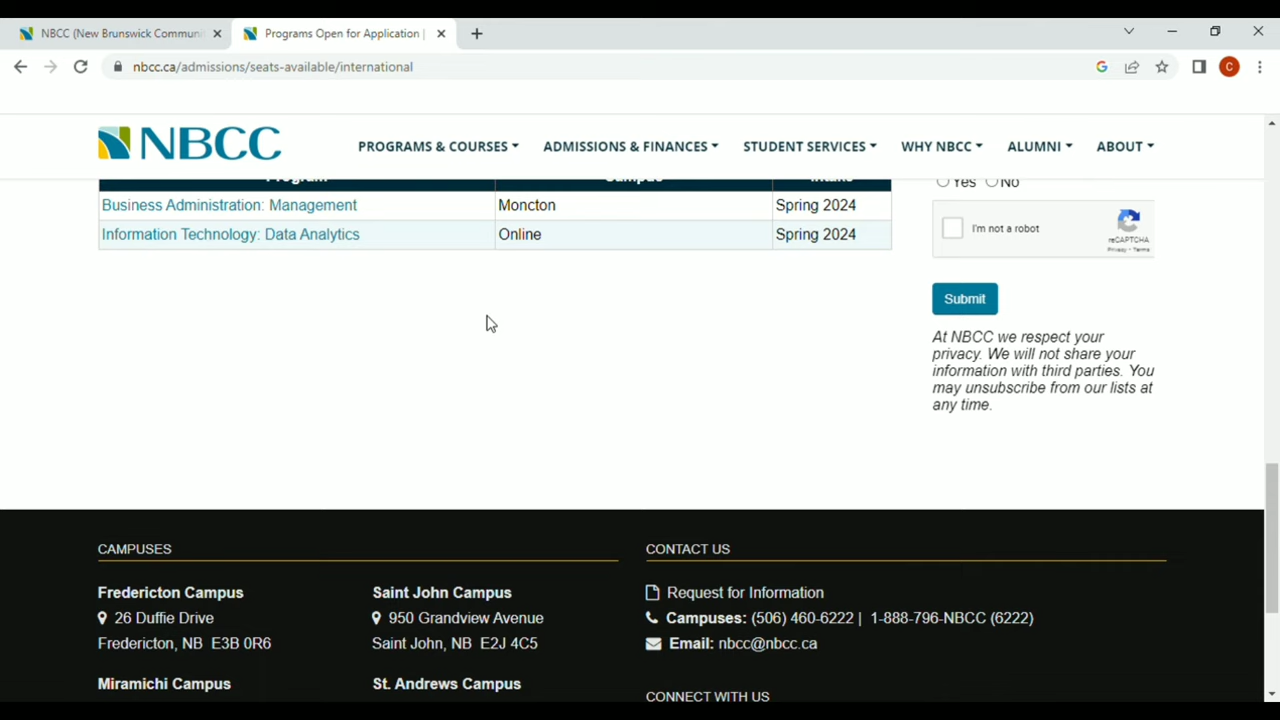 NBCC (New Brunswick Commun
Programs Open for Application |
nbcc.ca/admissions/seats-available/international
C
NBCC
PROGRAMS & COURSES
ADMISSIONS & FINANCES
STUDENT SERVICES
WHY NBCC
ALUMNI
ABOUT
Program
Campus
Intake
Business Administration: Management
Moncton
Spring 2024
Information Technology: Data Analytics
Online
Spring 2024
Yes
No
I'm not a robot
reCAPTCHA
Privacy - Terms
Submit
At NBCC we respect your
privacy. We will not share your
information with third parties. You
may unsubscribe from our lists at
any time.
CAMPUSES
Fredericton Campus
26 Duffie Drive
Fredericton, NB E3B 0R6
Miramichi Campus
Saint John Campus
950 Grandview Avenue
Saint John, NB E2J 4C5
St. Andrews Campus
CONTACT US
Request for Information
Campuses: (506) 460-6222 | 1-888-796-NBCC (6222)
Email: nbcc@nbcc.ca
CONNECT WITH US